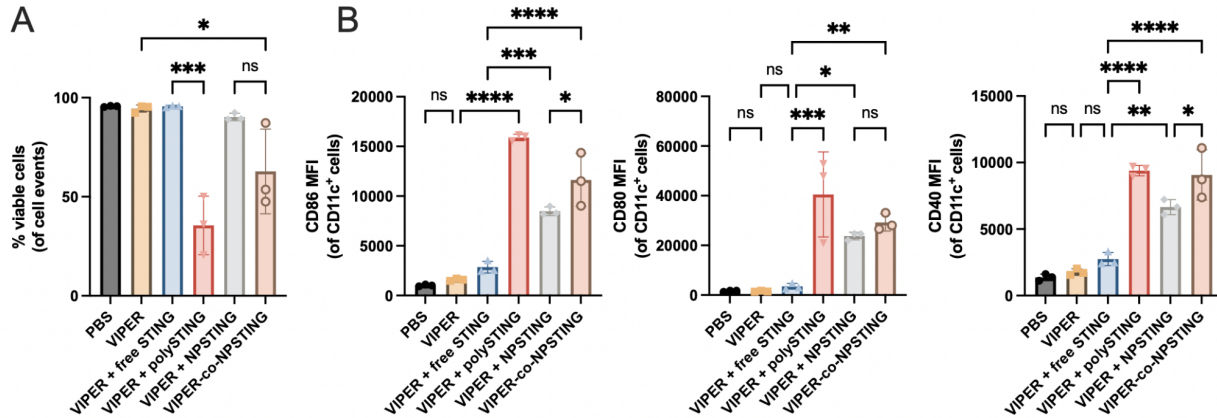 A
*
***
ns
% viable cells
(of cell events)
100
50
0
PBS
VIPER
VIPER + free STING
VIPER + polySTING
VIPER + NPSTING
VIPER-co-NPSTING
B
****
***
ns
****
*
CD86 MFI
(of CD11c⁺ cells)
20000
15000
10000
5000
0
PBS
VIPER
VIPER + free STING
VIPER + polySTING
VIPER + NPSTING
VIPER-co-NPSTING
**
ns
*
ns
***
ns
CD80 MFI
(of CD11c⁺ cells)
80000
60000
40000
20000
0
PBS
VIPER
VIPER + free STING
VIPER + polySTING
VIPER + NPSTING
VIPER-co-NPSTING
****
****
ns
ns
**
*
CD40 MFI
(of CD11c⁺ cells)
15000
10000
5000
0
PBS
VIPER
VIPER + free STING
VIPER + polySTING
VIPER + NPSTING
VIPER-co-NPSTING